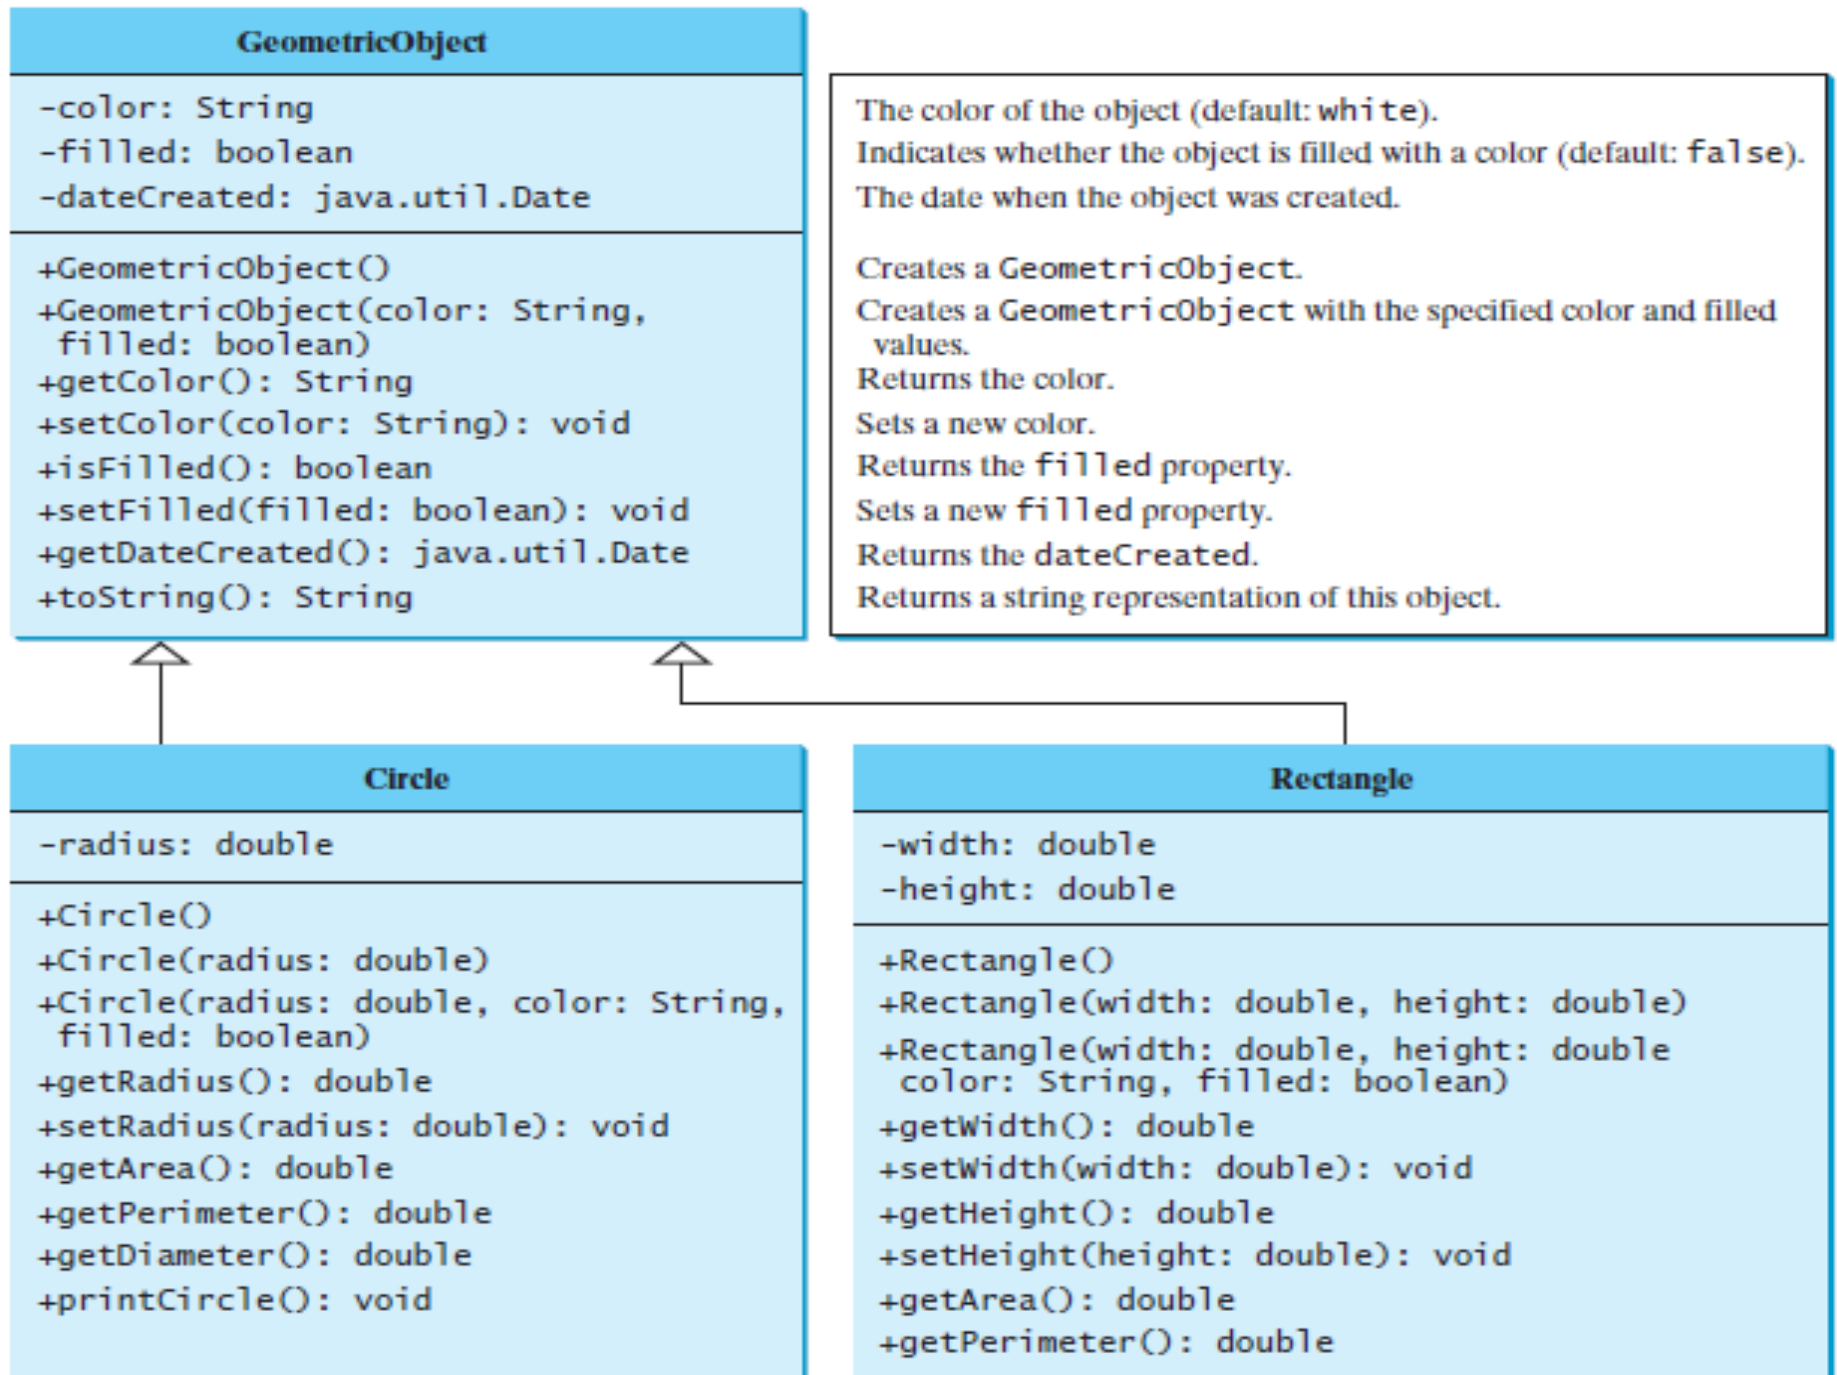 GeometricObject
-color: String
-filled: boolean
-dateCreated: java.util.Date
+GeometricObject()
+GeometricObject(color: String,
filled: boolean)
+getColor(): String
+setColor(color: String): void
+isFilled(): boolean
+setFilled(filled: boolean): void
+getDateCreated(): java.util.Date
+toString(): String
The color of the object (default: white).
Indicates whether the object is filled with a color (default: false).
The date when the object was created.
Creates a GeometricObject.
Creates a GeometricObject with the specified color and filled
values.
Returns the color.
Sets a new color.
Returns the filled property.
Sets a new filled property.
Returns the dateCreated.
Returns a string representation of this object.
Circle
-radius: double
+Circle()
+Circle(radius: double)
+Circle(radius: double, color: String,
filled: boolean)
+getRadius(): double
+setRadius(radius: double): void
+getArea(): double
+getPerimeter(): double
+getDiameter(): double
+printCircle(): void
Rectangle
-width: double
-height: double
+Rectangle()
+Rectangle(width: double, height: double)
+Rectangle(width: double, height: double
color: String, filled: boolean)
+getWidth(): double
+setWidth(width: double): void
+getHeight(): double
+setHeight(height: double): void
+getArea(): double
+getPerimeter(): double